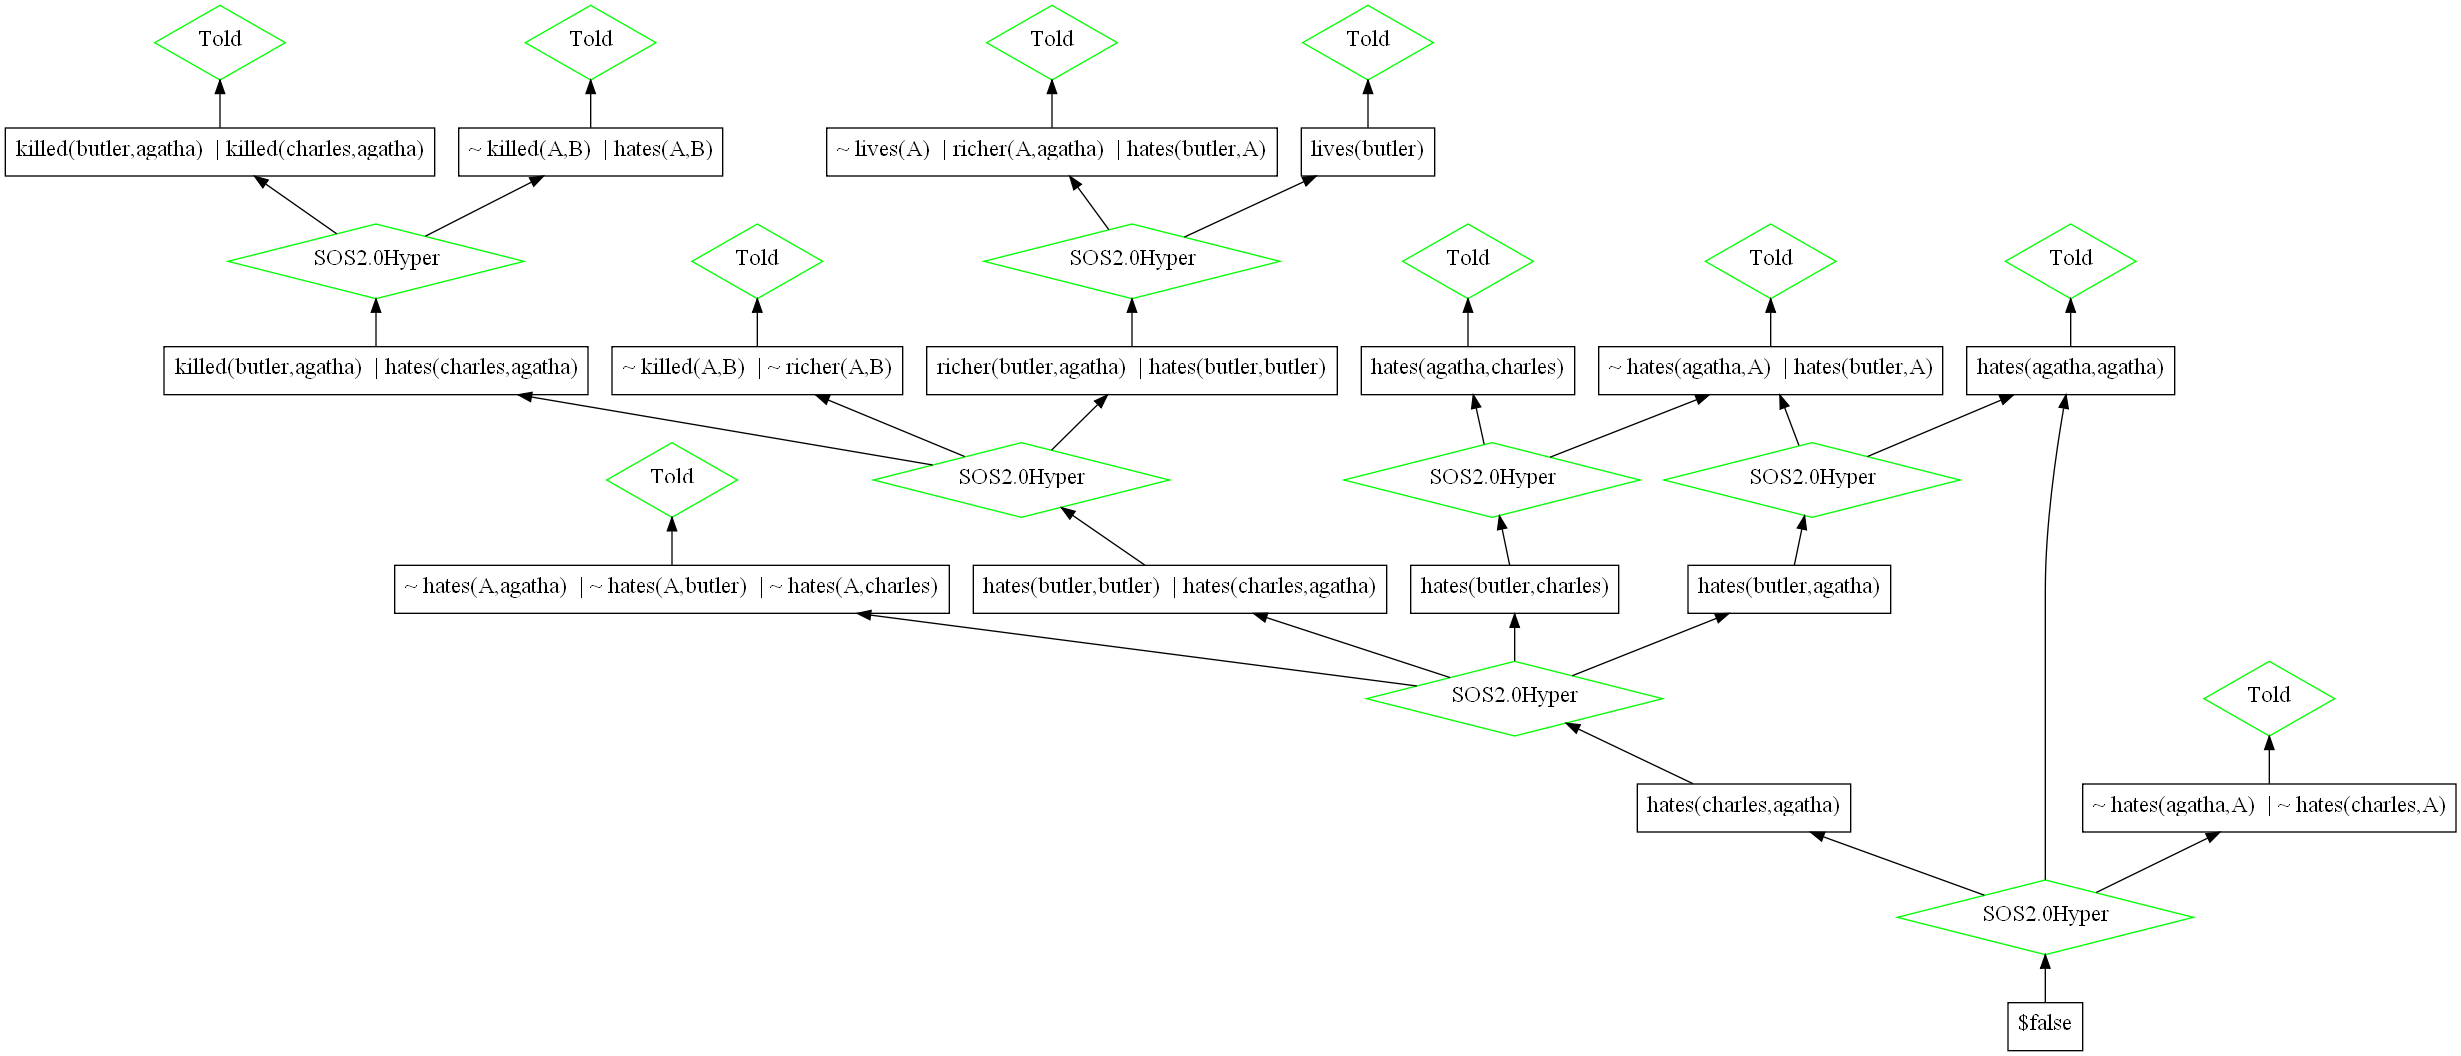 Told
Told
Told
Told
killed(butler,agatha) | killed(charles,agatha)
~ killed(A,B) | hates(A,B)
~ lives(A) | richer(A,agatha) | hates(butler,A)
lives(butler)
SOS2.0Hyper
Told
SOS2.0Hyper
Told
Told
Told
killed(butler,agatha) | hates(charles,agatha)
~ killed(A,B) | ~ richer(A,B)
richer(butler,agatha) | hates(butler,butler)
hates(agatha,charles)
~ hates(agatha,A) | hates(butler,A)
hates(agatha,agatha)
Told
SOS2.0Hyper
SOS2.0Hyper
SOS2.0Hyper
~ hates(A,agatha) | ~ hates(A,butler) | ~ hates(A,charles)
hates(butler,butler) | hates(charles,agatha)
hates(butler,charles)
hates(butler,agatha)
SOS2.0Hyper
Told
hates(charles,agatha)
~ hates(agatha,A) | ~ hates(charles,A)
SOS2.0Hyper
$false